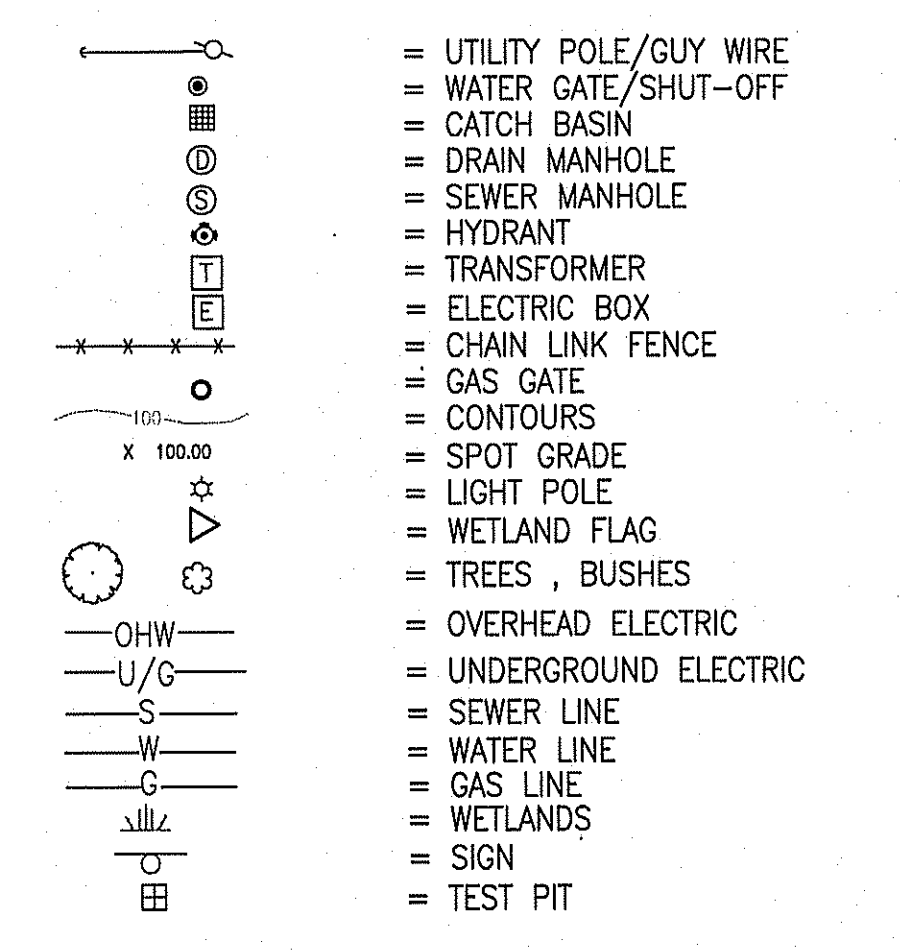 = UTILITY POLE/GUY WIRE
= WATER GATE/SHUT-OFF
= CATCH BASIN
D = DRAIN MANHOLE
S = SEWER MANHOLE
= HYDRANT
T = TRANSFORMER
E = ELECTRIC BOX
X X X X = CHAIN LINK FENCE
= GAS GATE
100 = CONTOURS
X 100.00 = SPOT GRADE
= LIGHT POLE
= WETLAND FLAG
= TREES , BUSHES
OHW = OVERHEAD ELECTRIC
U/G = UNDERGROUND ELECTRIC
S = SEWER LINE
W = WATER LINE
G = GAS LINE
= WETLANDS
= SIGN
= TEST PIT